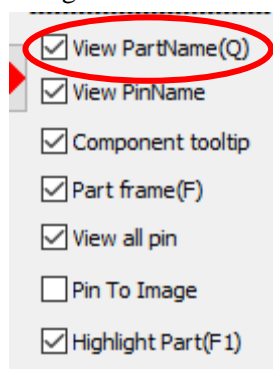 View PartName(Q)
View PinName
Component tooltip
Part frame(F)
View all pin
Pin To Image
Highlight Part(F1)